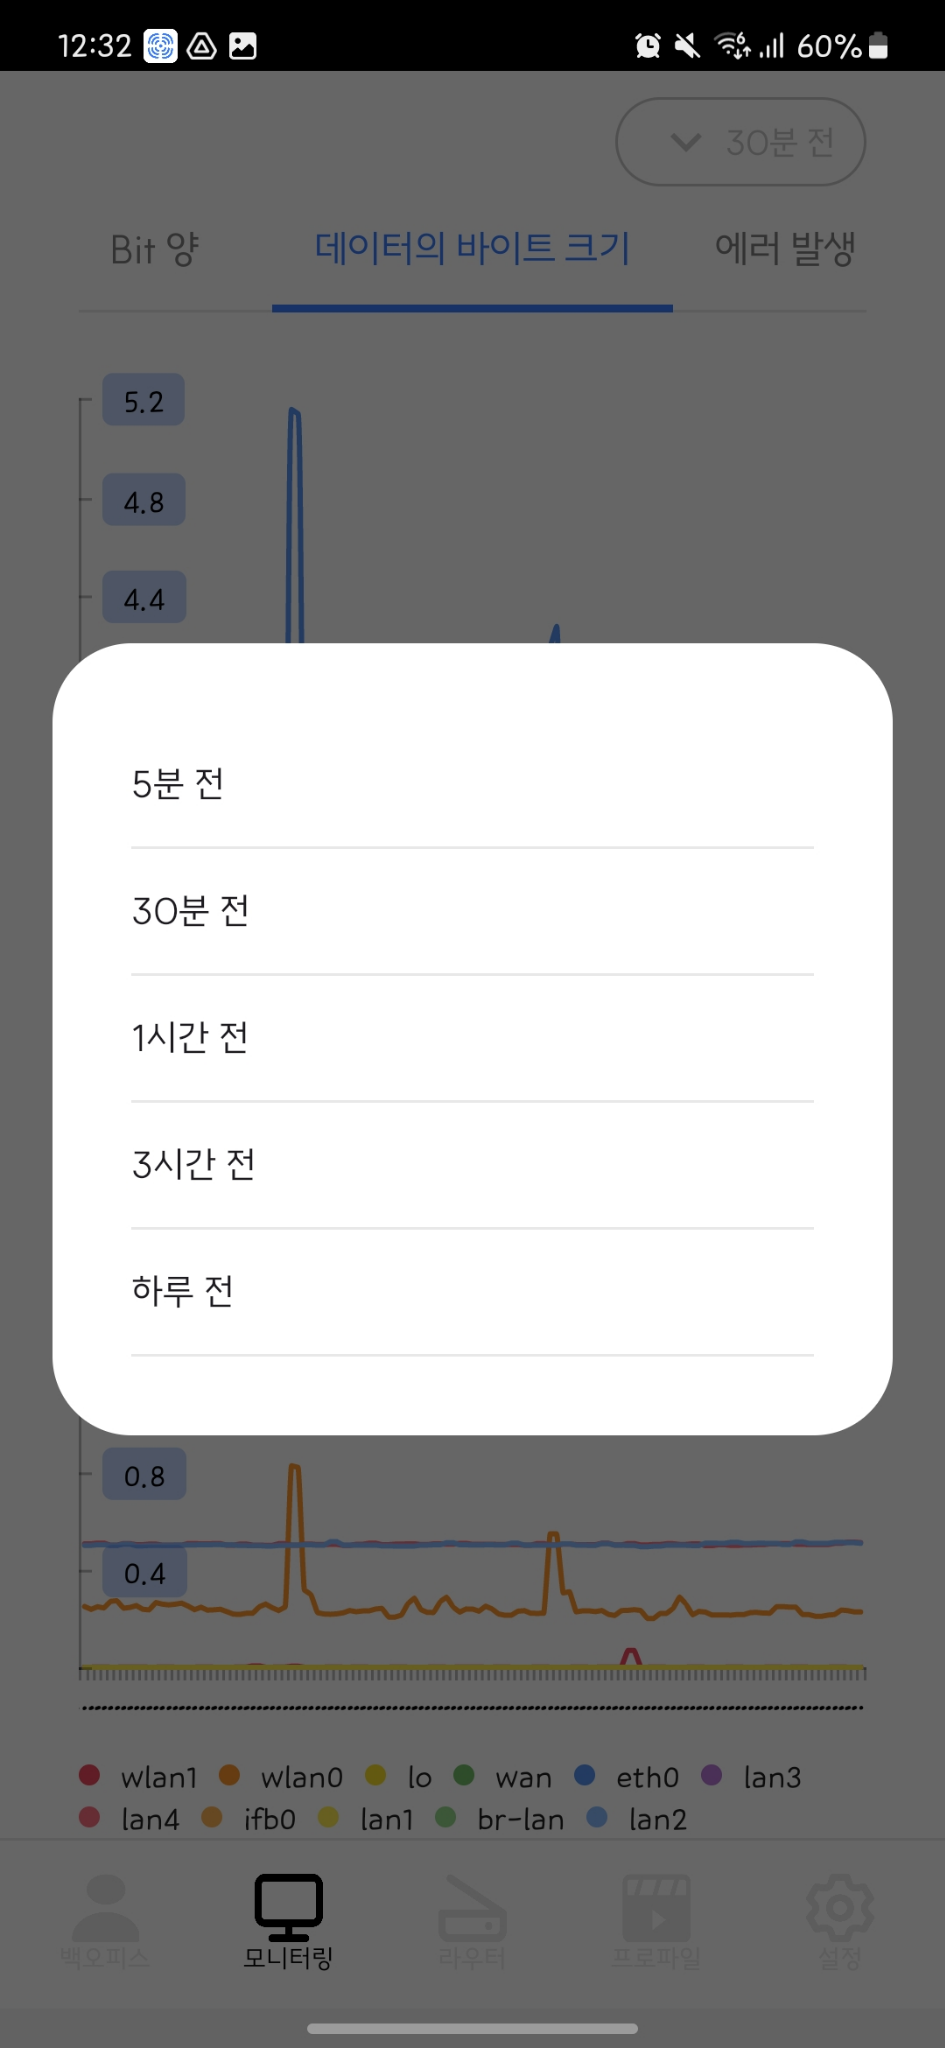 12:32 60%
30분 전
Bit 양 데이터의 바이트 크기 에러 발생
5.2
4.8
4.4
5분 전
30분 전
1시간 전
3시간 전
하루 전
0.8
0.4
wlan1 wlan0 lo wan eth0 lan3
lan4 ifb0 lan1 br-lan lan2
백오피스 모니터링 라우터 프로파일 설정